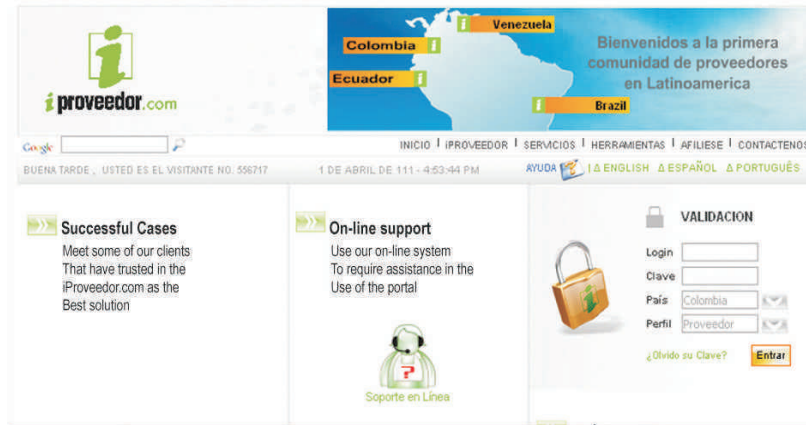 Venezuela
Colombia
Ecuador
Brazil
Bienvenidos a la primera
comunidad de proveedores
en Latinoamerica
i proveedor.com
Google
INICIO | iPROVEEDOR | SERVICIOS | HERRAMIENTAS | AFILIESE | CONTACTENOS
BUENA TARDE , USTED ES EL VISITANTE NO. 556717
1 DE ABRIL DE 111 - 4:53:44 PM
AYUDA | Δ ENGLISH Δ ESPAÑOL Δ PORTUGUÊS
Successful Cases
Meet some of our clients
That have trusted in the
iProveedor.com as the
Best solution
On-line support
Use our on-line system
To require assistance in the
Use of the portal
?
Soporte en Línea
VALIDACION
Login
Clave
País Colombia
Perfil Proveedor
¿Olvido su Clave? Entrar